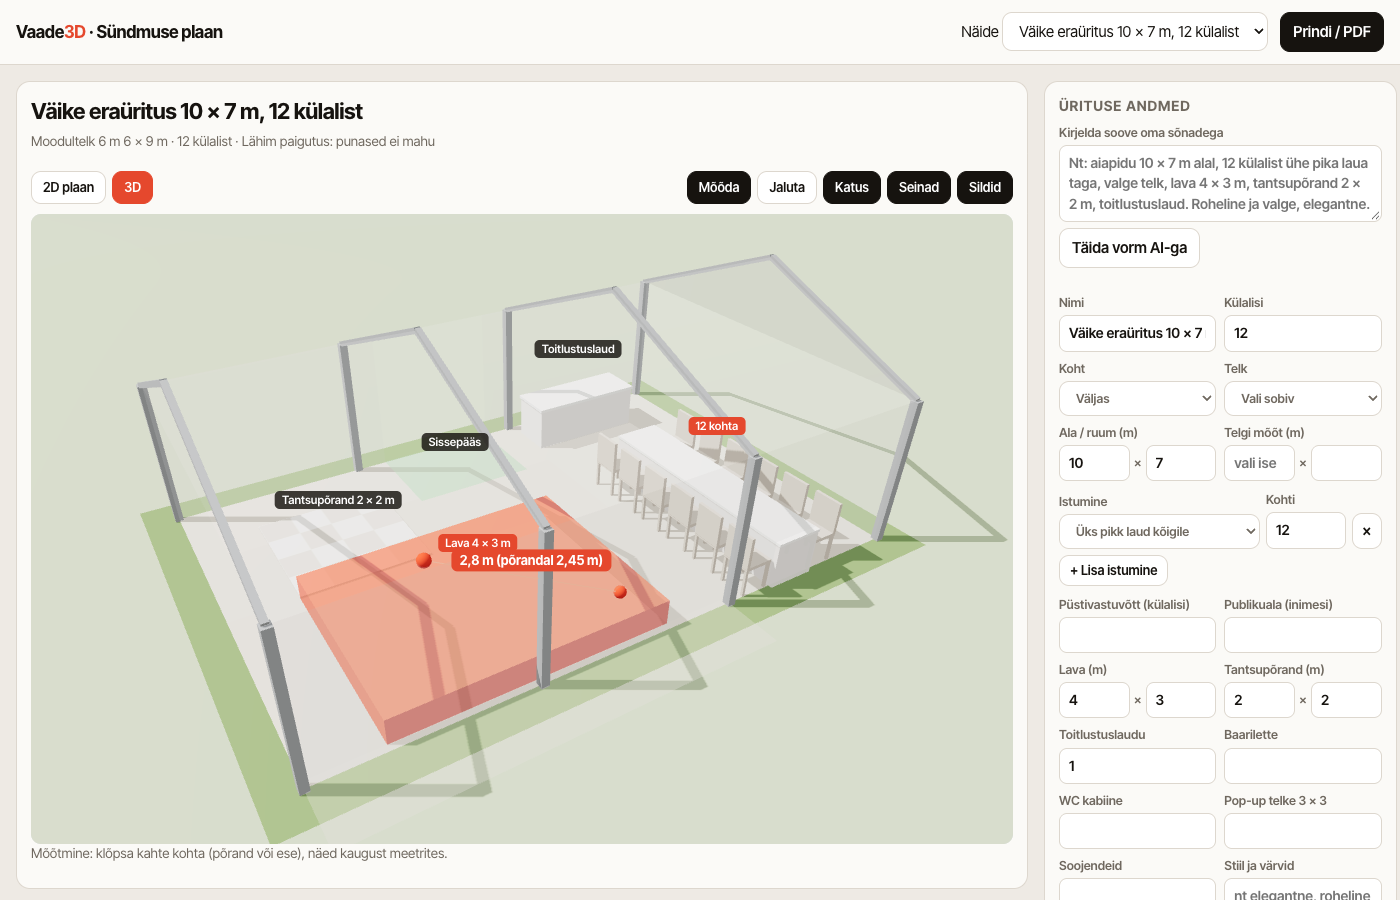 Vaade3D · Sündmuse plaan
Näide
Väike eraüritus 10 × 7 m, 12 külalist
Prindi / PDF
Väike eraüritus 10 × 7 m, 12 külalist
Moodultelk 6 m 6 × 9 m · 12 külalist · Lähim paigutus: punased ei mahu
2D plaan
3D
Mõõda
Jaluta
Katus
Seinad
Sildid
Toitlustuslaud
12 kohta
Sissepääs
Tantsupõrand 2 × 2 m
Lava 4 × 3 m
2,8 m (põrandal 2,45 m)
Mõõtmine: klõpsa kahte kohta (põrand või ese), näed kaugust meetrites.
ÜRITUSE ANDMED
Kirjelda soove oma sõnadega
Nt: aiapidu 10 × 7 m alal, 12 külalist ühe pika laua
taga, valge telk, lava 4 × 3 m, tantsupõrand 2 ×
2 m, toitlustuslaud. Roheline ja valge, elegantne.
Täida vorm AI-ga
Nimi
Külalisi
Väike eraüritus 10 × 7
12
Koht
Telk
Väljas
Vali sobiv
Ala / ruum (m)
Telgi mõõt (m)
10 × 7
vali ise ×
Istumine
Kohti
Üks pikk laud kõigile
12
×
+ Lisa istumine
Püstivastuvõtt (külalisi)
Publikuala (inimesi)
Lava (m)
Tantsupõrand (m)
4 × 3
2 × 2
Toitlustuslaudu
Baarilette
1
WC kabiine
Pop-up telke 3 × 3
Soojendeid
Stiil ja värvid
nt elegantne, roheline